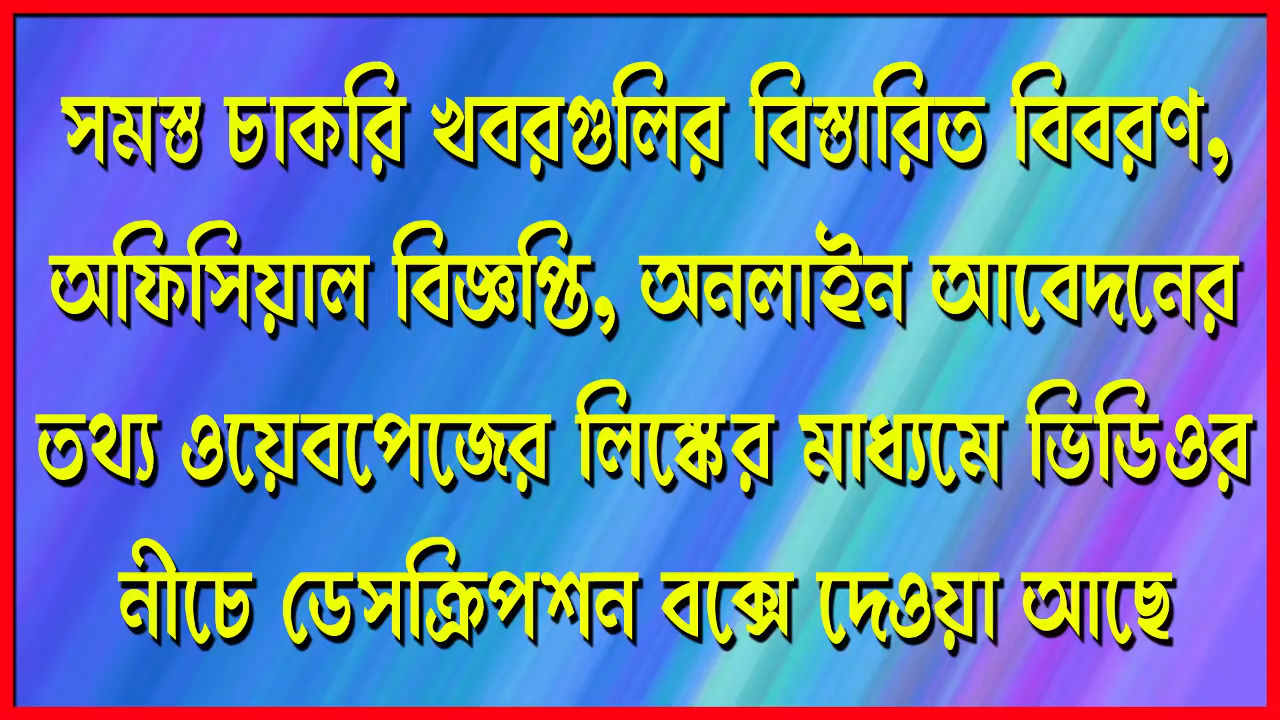 সমস্ত চাকরি খবরগুলির বিস্তারিত বিবরণ,
অফিসিয়াল বিজ্ঞপ্তি, অনলাইন আবেদনের
তথ্য ওয়েবপেজের লিঙ্কের মাধ্যমে ভিডিওর
নীচে ডেসক্রিপশন বক্সে দেওয়া আছে